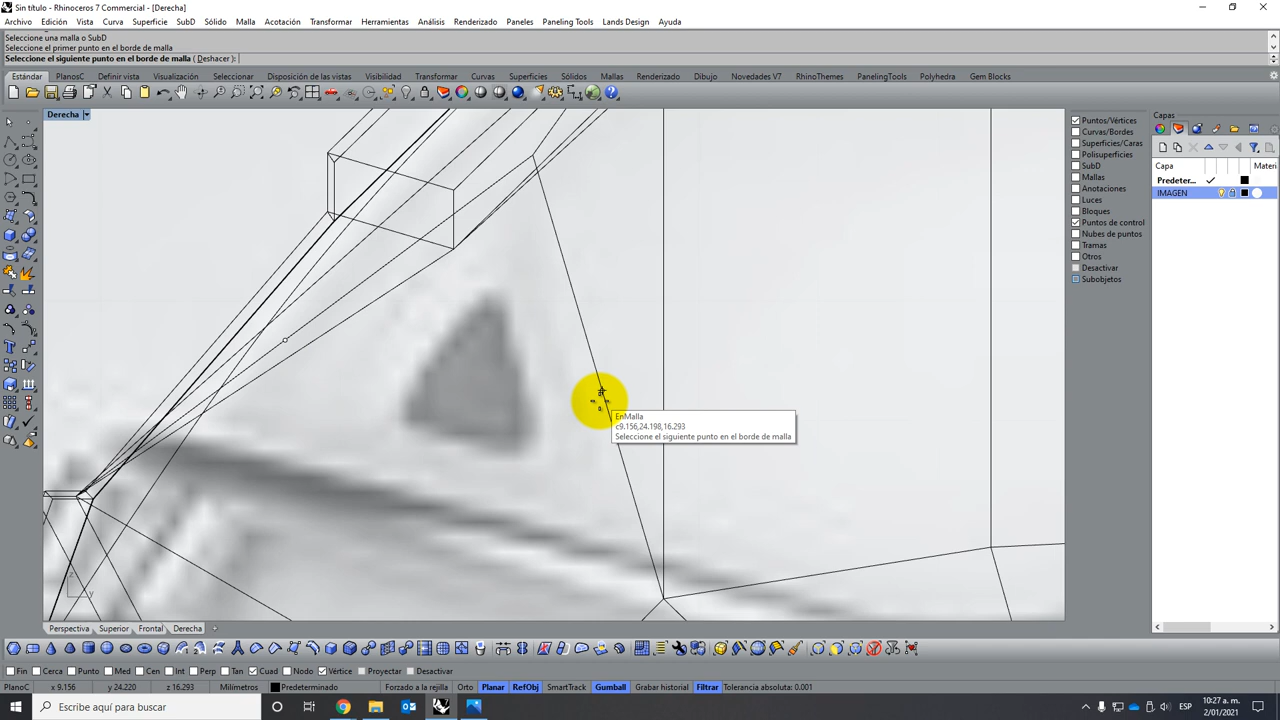 Sin título - Rhinoceros 7 Commercial - [Derecha]
Archivo Edición Vista Curva Superficie SubD Sólido Malla Acotación Transformar Herramientas Análisis Renderizado Paneles Paneling Tools Lands Design Ayuda
Seleccione una malla o SubD
Seleccione el primer punto en el borde de malla
Seleccione el siguiente punto en el borde de malla ( Deshacer ):
Estándar PlanosC Definir vista Visualización Seleccionar Disposición de las vistas Visibilidad Transformar Curvas Superficies Sólidos Mallas Renderizado Dibujo Novedades V7 RhinoThemes PanelingTools Polyhedra Gem Blocks
Derecha
EnMalla
c9.156,24.198,16.293
Seleccione el siguiente punto en el borde de malla
z
y
Puntos/Vértices
Curvas/Bordes
Superficies/Caras
Polisuperficies
SubD
Mallas
Anotaciones
Luces
Bloques
Puntos de control
Nubes de puntos
Tramas
Otros
Desactivar
Subobjetos
Capas
Capa Materi
Predeter...
IMAGEN
Perspectiva Superior Frontal Derecha
Fin Cerca Punto Med Cen Int Perp Tan Cuad Nodo Vértice Proyectar Desactivar
PlanoC x 9.156 y 24.220 z 16.293 Milímetros Predeterminado Forzado a la rejilla Orto Planar RefObj SmartTrack Gumball Grabar historial Filtrar Tolerancia absoluta: 0.001
Escribe aquí para buscar
ESP
10:27 a. m.
2/01/2021